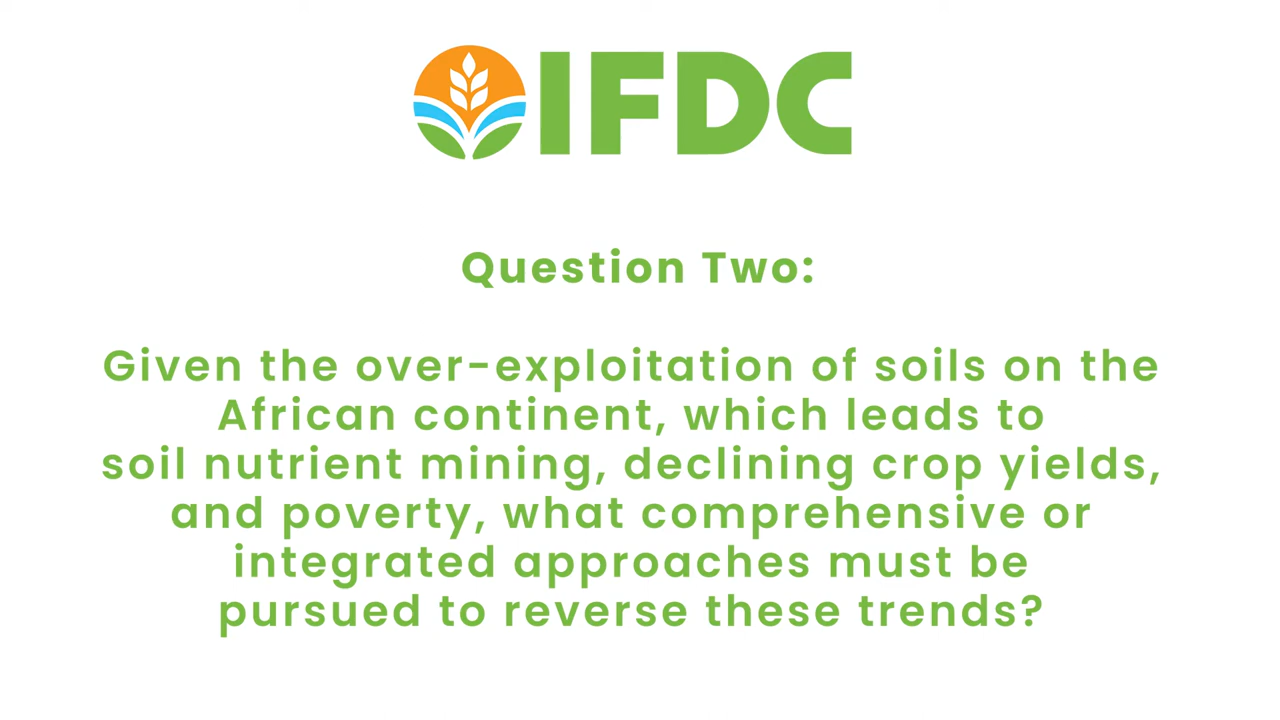 IFDC
Question Two:
Given the over-exploitation of soils on the
African continent, which leads to
soil nutrient mining, declining crop yields,
and poverty, what comprehensive or
integrated approaches must be
pursued to reverse these trends?